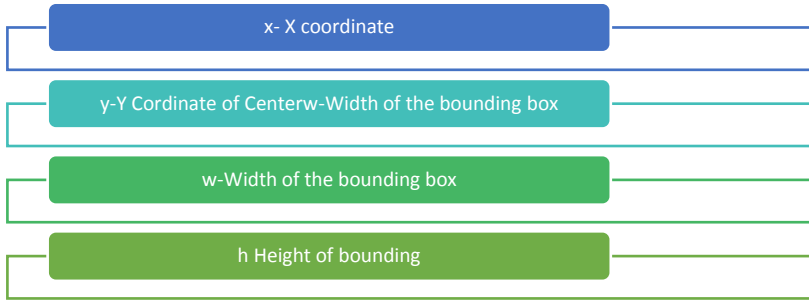 x- X coordinate
y-Y Cordinate of Centerw-Width of the bounding box
w-Width of the bounding box
h Height of bounding